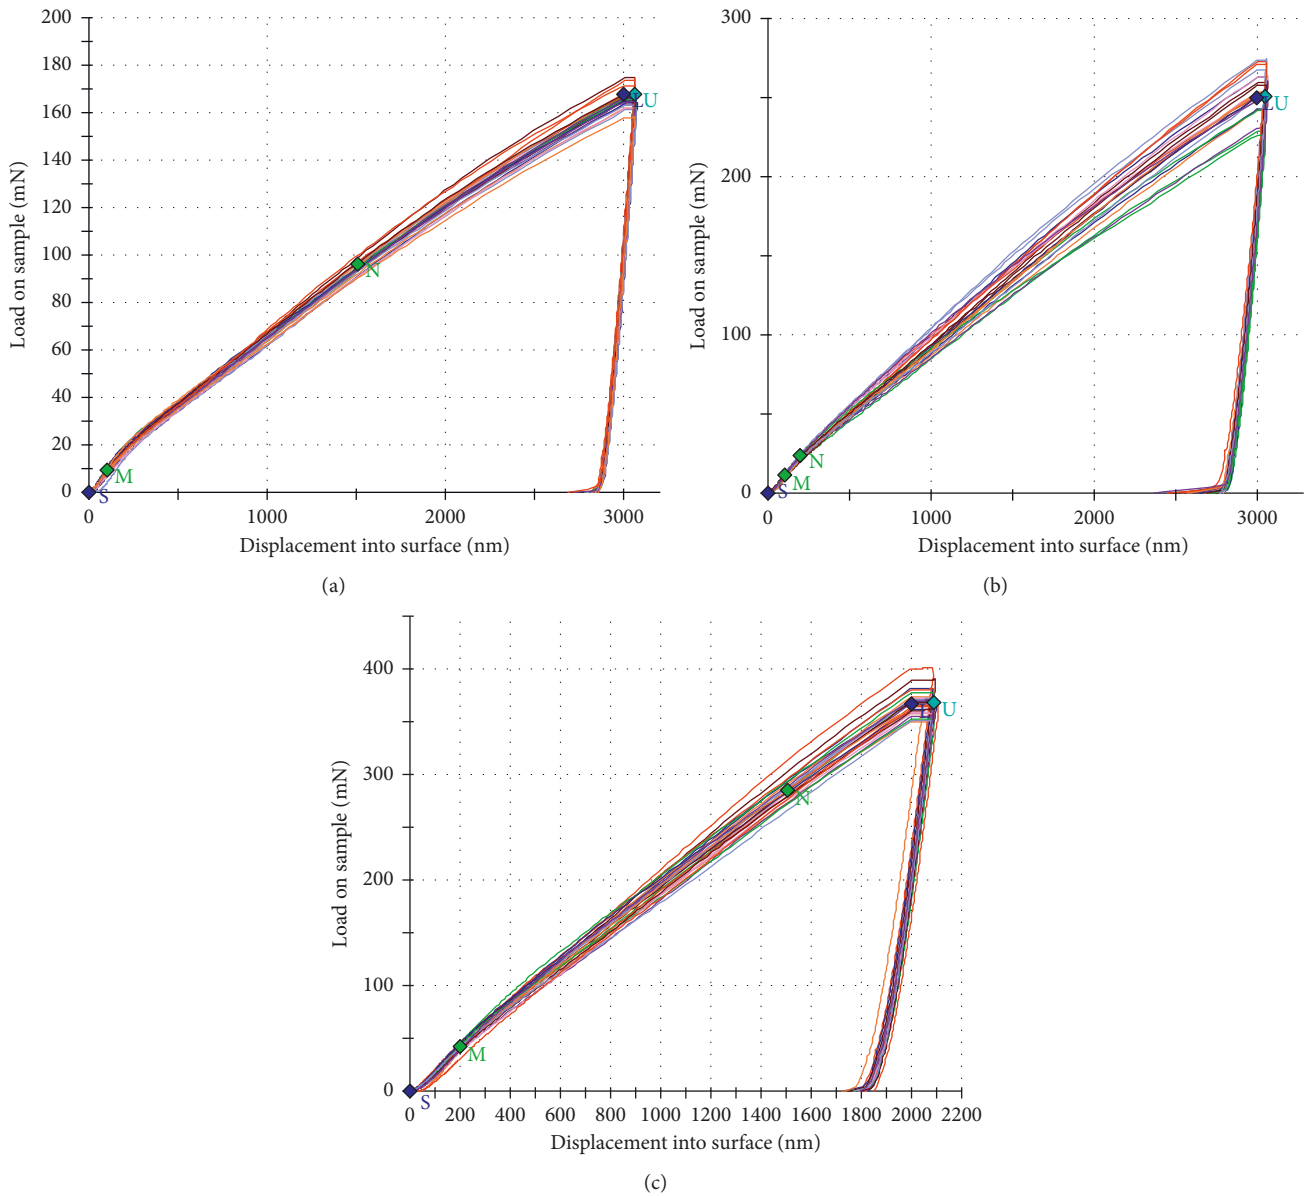 200
180
160
140
120
100
80
60
40
20
0
Load on sample (mN)
S
M
N
LU
0 1000 2000 3000
Displacement into surface (nm)
(a)
300
200
100
0
Load on sample (mN)
S
M
N
LU
0 1000 2000 3000
Displacement into surface (nm)
(b)
400
300
200
100
0
Load on sample (mN)
S
M
N
L U
0 200 400 600 800 1000 1200 1400 1600 1800 2000 2200
Displacement into surface (nm)
(c)